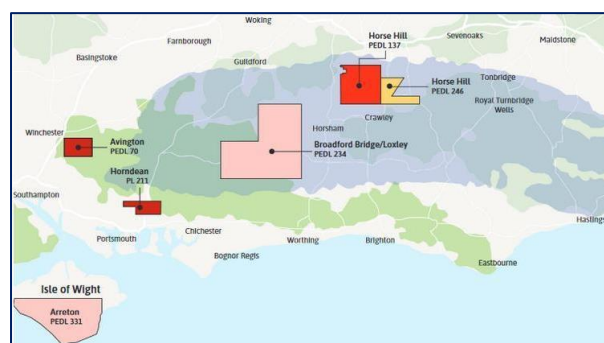 Woking
Sevenoaks
Maidstone
Horse Hill
PEDL 137
Farnborough
Basingstoke
Guildford
Horse Hill
PEDL 246
Tonbridge
Royal Turnbridge
Wells
Crawley
Winchester
Avington
PEDL 70
Horsham
Broadford Bridge/Loxley
PEDL 234
Horndean
PL 211
Southampton
Hastings
Portsmouth
Chichester
Worthing
Brighton
Bognor Regis
Eastbourne
Isle of Wight
Arreton
PEDL 331